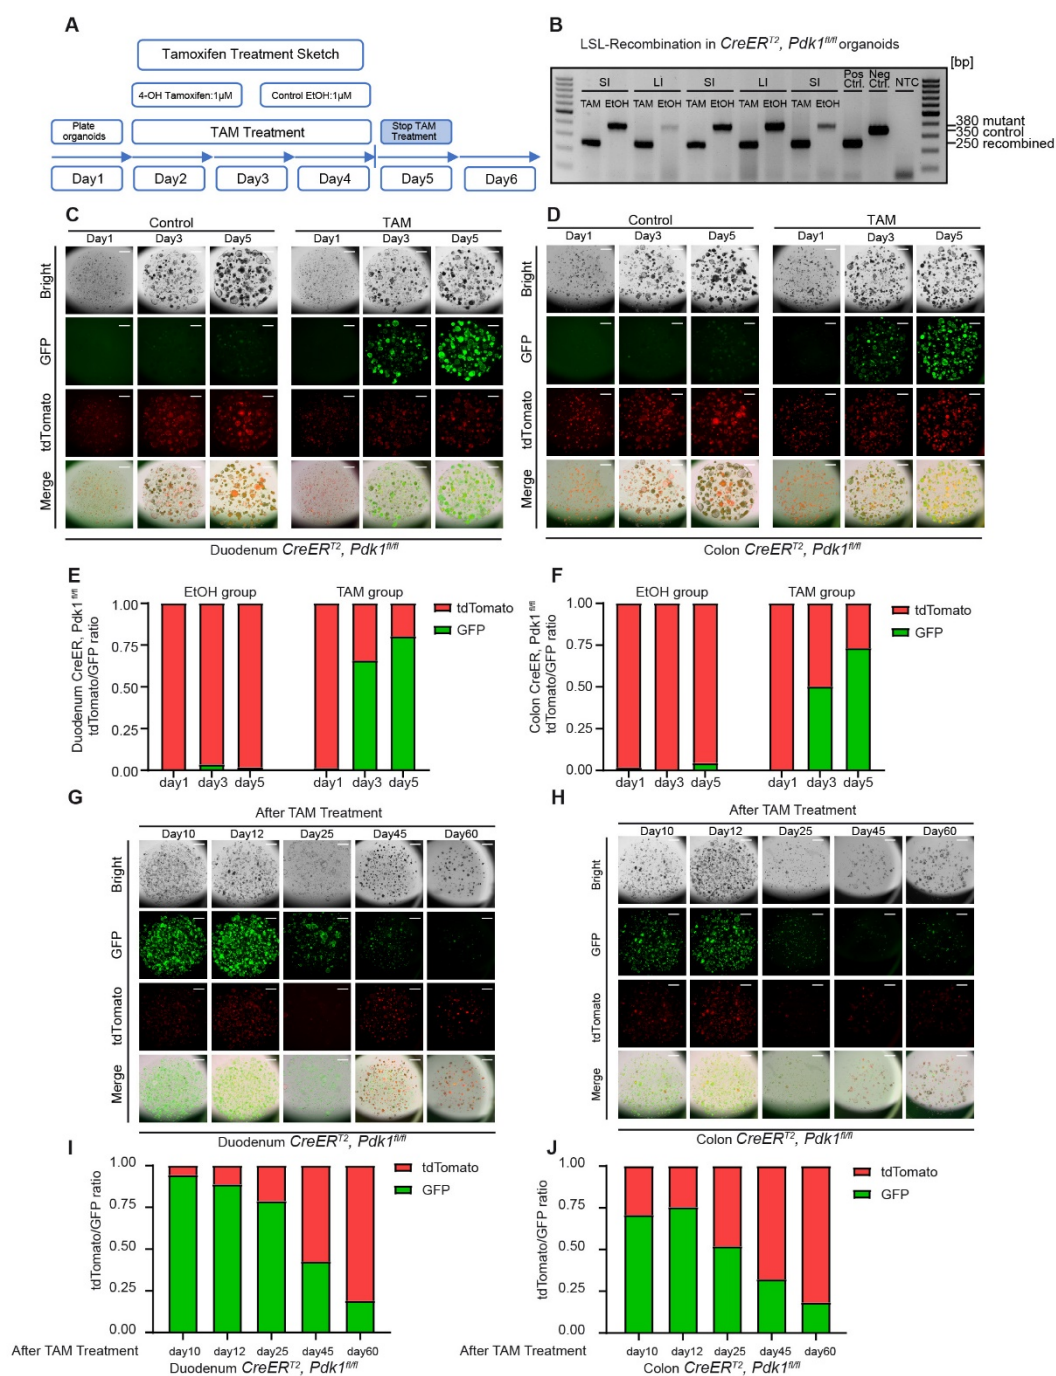 A
Tamoxifen Treatment Sketch
4-OH Tamoxifen:1μM
Control EtOH:1μM
Plate organoids
TAM Treatment
Stop TAM Treatment
Day1
Day2
Day3
Day4
Day5
Day6
B
LSL-Recombination in CreER^T2, Pdk1^fl/fl organoids
[bp]
SI LI SI LI SI Pos Ctrl. Neg Ctrl. NTC
TAM EtOH TAM EtOH TAM EtOH TAM EtOH TAM EtOH
380 mutant
350 control
250 recombined
C
Control TAM
Day1 Day3 Day5 Day1 Day3 Day5
Bright
GFP
tdTomato
Merge
Duodenum CreER^T2, Pdk1^fl/fl
D
Control TAM
Day1 Day3 Day5 Day1 Day3 Day5
Bright
GFP
tdTomato
Merge
Colon CreER^T2, Pdk1^fl/fl
E
EtOH group TAM group
Duodenum CreER, Pdk1^fl/fl
tdTomato/GFP ratio
1.00
0.75
0.50
0.25
0.00
day1 day3 day5 day1 day3 day5
tdTomato
GFP
F
EtOH group TAM group
Colon CreER, Pdk1^fl/fl
tdTomato/GFP ratio
1.00
0.75
0.50
0.25
0.00
day1 day3 day5 day1 day3 day5
tdTomato
GFP
G
After TAM Treatment
Day10 Day12 Day25 Day45 Day60
Bright
GFP
tdTomato
Merge
Duodenum CreER^T2, Pdk1^fl/fl
H
After TAM Treatment
Day10 Day12 Day25 Day45 Day60
Bright
GFP
tdTomato
Merge
Colon CreER^T2, Pdk1^fl/fl
I
tdTomato/GFP ratio
1.00
0.75
0.50
0.25
0.00
tdTomato
GFP
After TAM Treatment day10 day12 day25 day45 day60
Duodenum CreER^T2, Pdk1^fl/fl
J
tdTomato/GFP ratio
1.00
0.75
0.50
0.25
0.00
tdTomato
GFP
After TAM Treatment day10 day12 day25 day45 day60
Colon CreER^T2, Pdk1^fl/fl